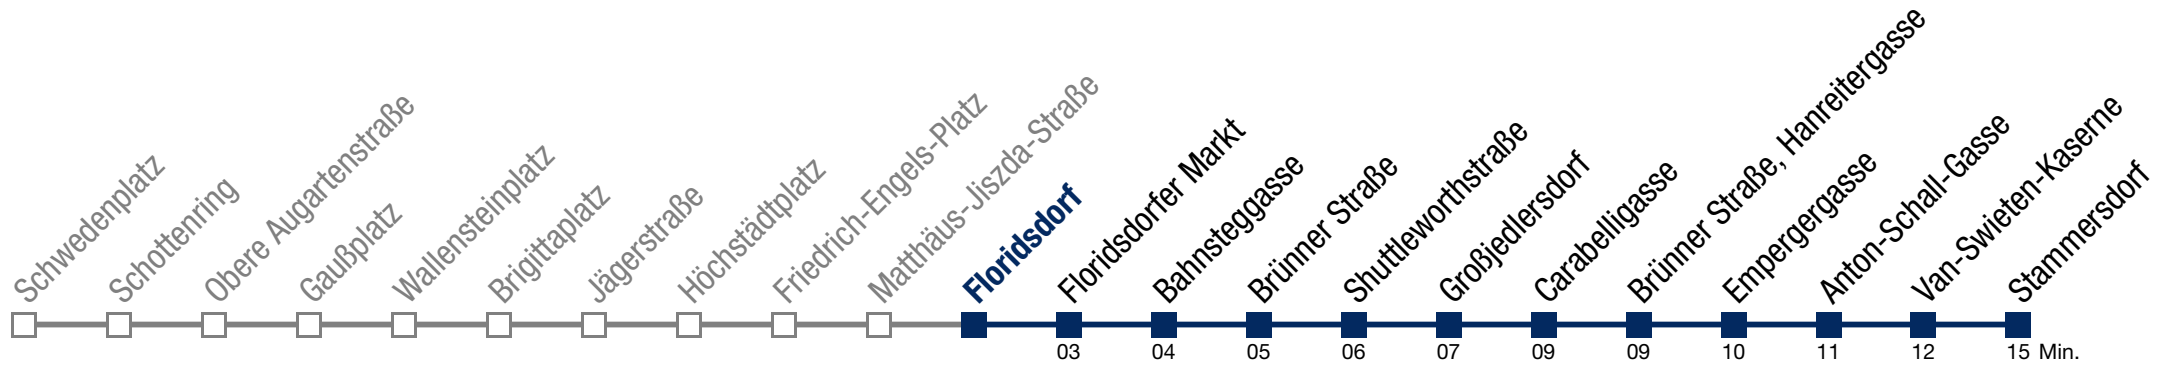 Schwedenplatz
Schottenring
Obere Augartenstraße
Gaußplatz
Wallensteinplatz
Brigittaplatz
Jägerstraße
Höchstädtplatz
Friedrich-Engels-Platz
Matthäus-Jiszda-Straße
Floridsdorf
Floridsdorfer Markt
Bahnsteggasse
Brünner Straße
Shuttleworthstraße
Großjedlersdorf
Carabelligasse
Brünner Straße, Hanreitergasse
Empergergasse
Anton-Schall-Gasse
Van-Swieten-Kaserne
Stammersdorf
03 04 05 06 07 09 09 10 11 12 15 Min.